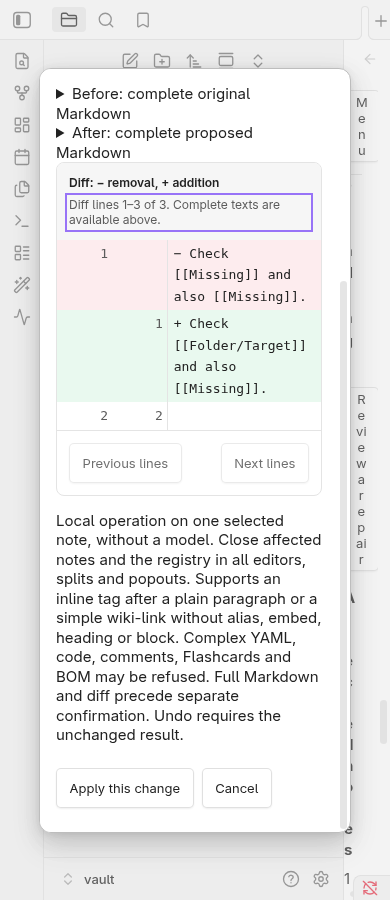 Before: complete original
Markdown
After: complete proposed
Markdown
Diff: − removal, + addition
Diff lines 1–3 of 3. Complete texts are
available above.
1 − Check
[[Missing]] and
also [[Missing]].
1 + Check
[[Folder/Target]]
and also
[[Missing]].
2 2
Previous lines Next lines
Local operation on one selected
note, without a model. Close affected
notes and the registry in all editors,
splits and popouts. Supports an
inline tag after a plain paragraph or a
simple wiki-link without alias, embed,
heading or block. Complex YAML,
code, comments, Flashcards and
BOM may be refused. Full Markdown
and diff precede separate
confirmation. Undo requires the
unchanged result.
Apply this change Cancel
vault
M
e
n
u
R
e
vi
e
w
a
r
e
p
ai
r